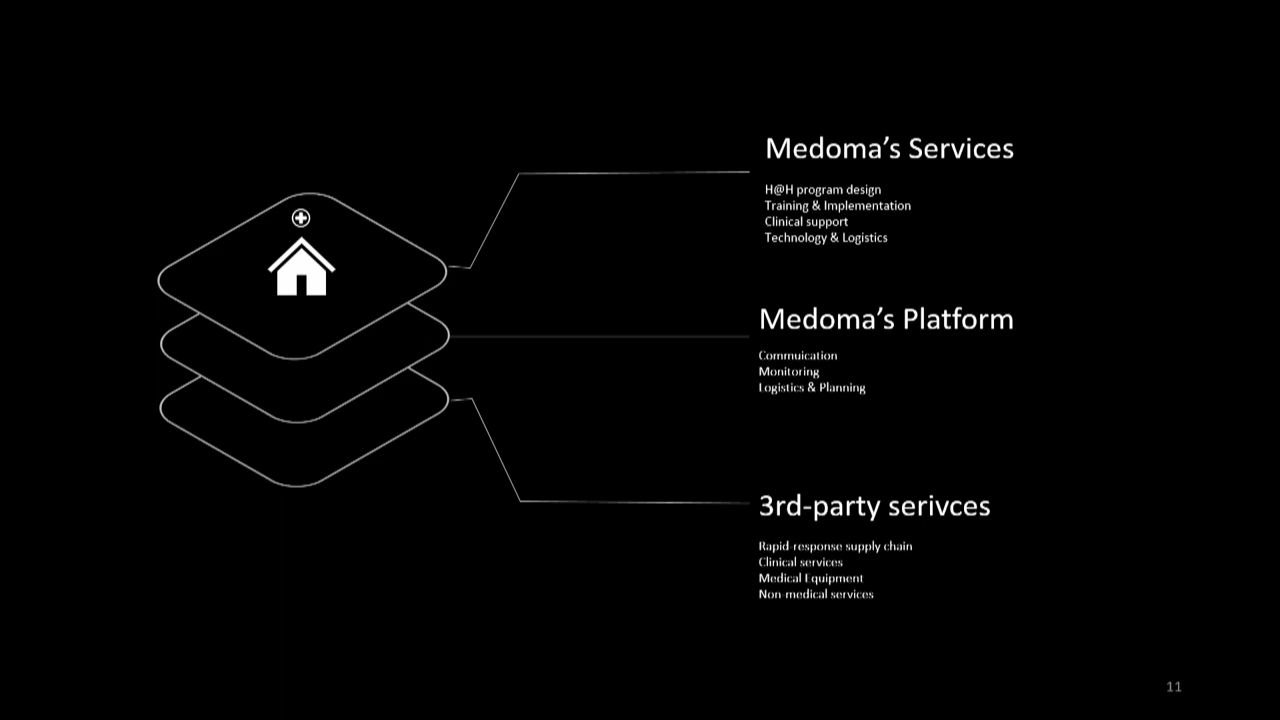 Medoma’s Services
H@H program design
Training & Implementation
Clinical support
Technology & Logistics
Medoma’s Platform
Commuication
Monitoring
Logistics & Planning
3rd-party serivces
Rapid-response supply chain
Clinical services
Medical Equipment
Non-medical services
11